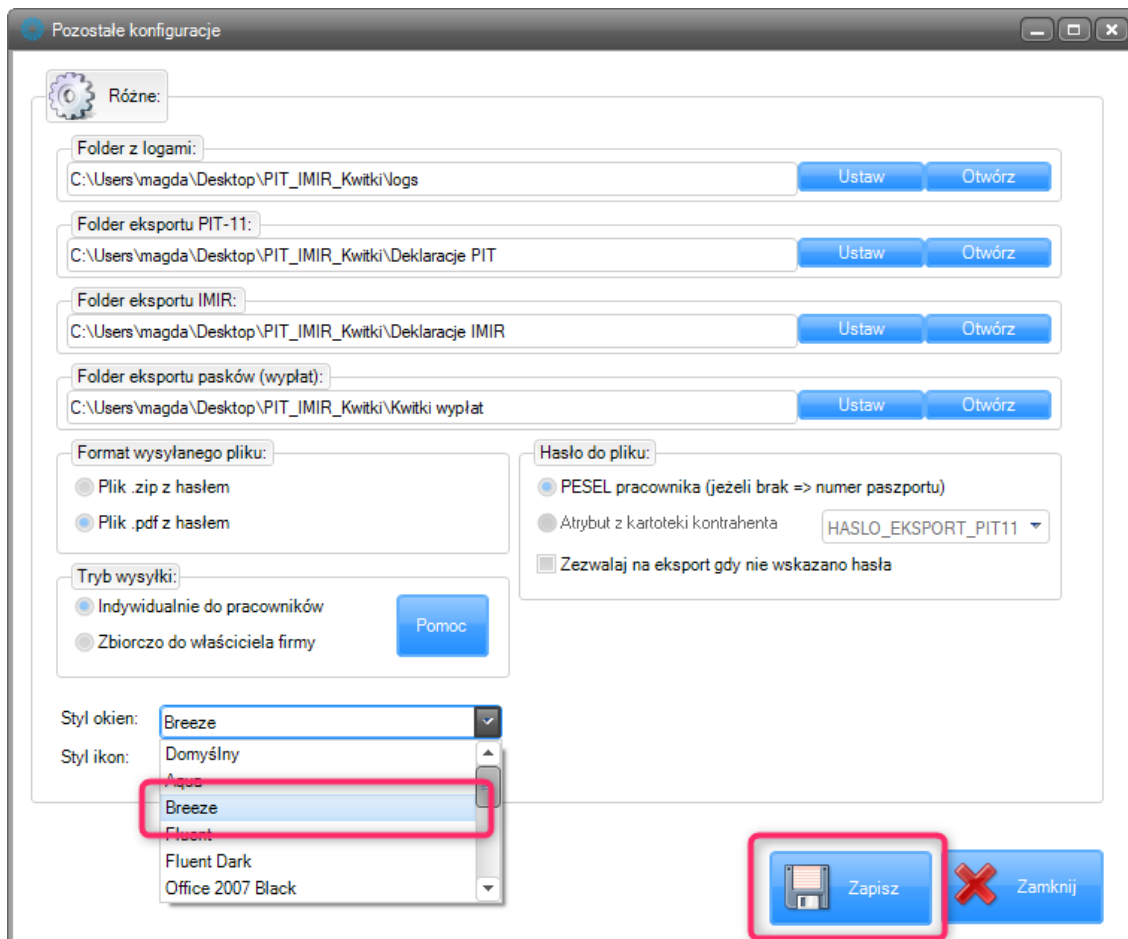 Pozostałe konfiguracje
Różne:
Folder z logami:
C:\Users\magda\Desktop\PIT_IMIR_Kwitki\logs
Ustaw
Otwórz
Folder eksportu PIT-11:
C:\Users\magda\Desktop\PIT_IMIR_Kwitki\Deklaracje PIT
Ustaw
Otwórz
Folder eksportu IMIR:
C:\Users\magda\Desktop\PIT_IMIR_Kwitki\Deklaracje IMIR
Ustaw
Otwórz
Folder eksportu pasków (wypłat):
C:\Users\magda\Desktop\PIT_IMIR_Kwitki\Kwitki wypłat
Ustaw
Otwórz
Format wysyłanego pliku:
Plik .zip z hasłem
Plik .pdf z hasłem
Hasło do pliku:
PESEL pracownika (jeżeli brak => numer paszportu)
Atrybut z kartoteki kontrahenta
HASLO_EKSPORT_PIT11
Zezwalaj na eksport gdy nie wskazano hasła
Tryb wysyłki:
Indywidualnie do pracowników
Zbiorczo do właściciela firmy
Pomoc
Styl okien:
Breeze
Styl ikon:
Domyślny
Aqua
Breeze
Fluent
Fluent Dark
Office 2007 Black
Zapisz
Zamknij